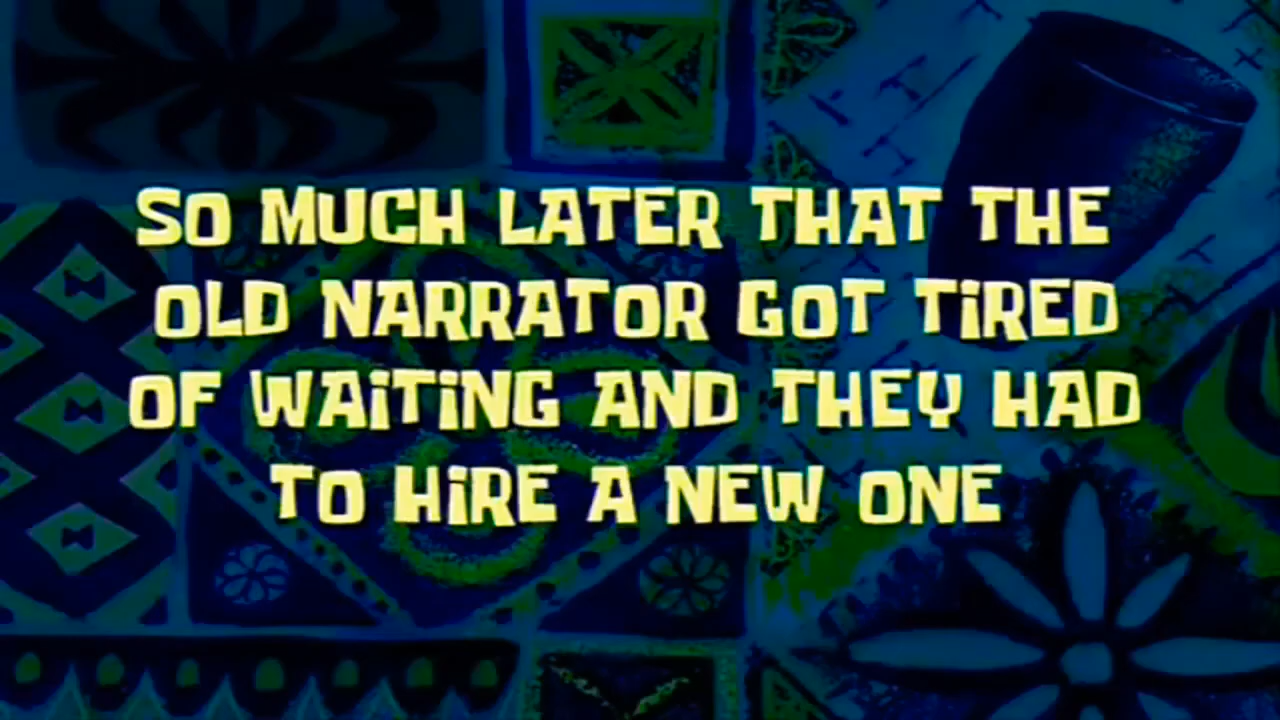 SO MUCH LATER THAT THE
OLD NARRATOR GOT TiRED
OF WAiTiNG AND THEY HAD
TO HiRE A NEW ONE